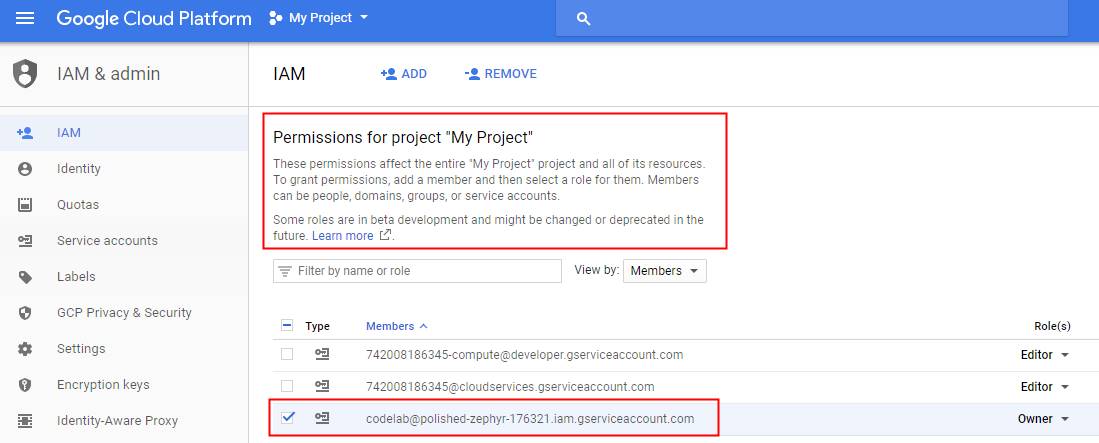 Google Cloud Platform My Project
IAM & admin
IAM ADD REMOVE
IAM
Identity
Quotas
Service accounts
Labels
GCP Privacy & Security
Settings
Encryption keys
Identity-Aware Proxy
Permissions for project "My Project"
These permissions affect the entire "My Project" project and all of its resources.
To grant permissions, add a member and then select a role for them. Members
can be people, domains, groups, or service accounts.
Some roles are in beta development and might be changed or deprecated in the
future. Learn more .
Filter by name or role View by: Members
Type Members Role(s)
742008186345-compute@developer.gserviceaccount.com Editor
742008186345@cloudservices.gserviceaccount.com Editor
codelab@polished-zephyr-176321.iam.gserviceaccount.com Owner